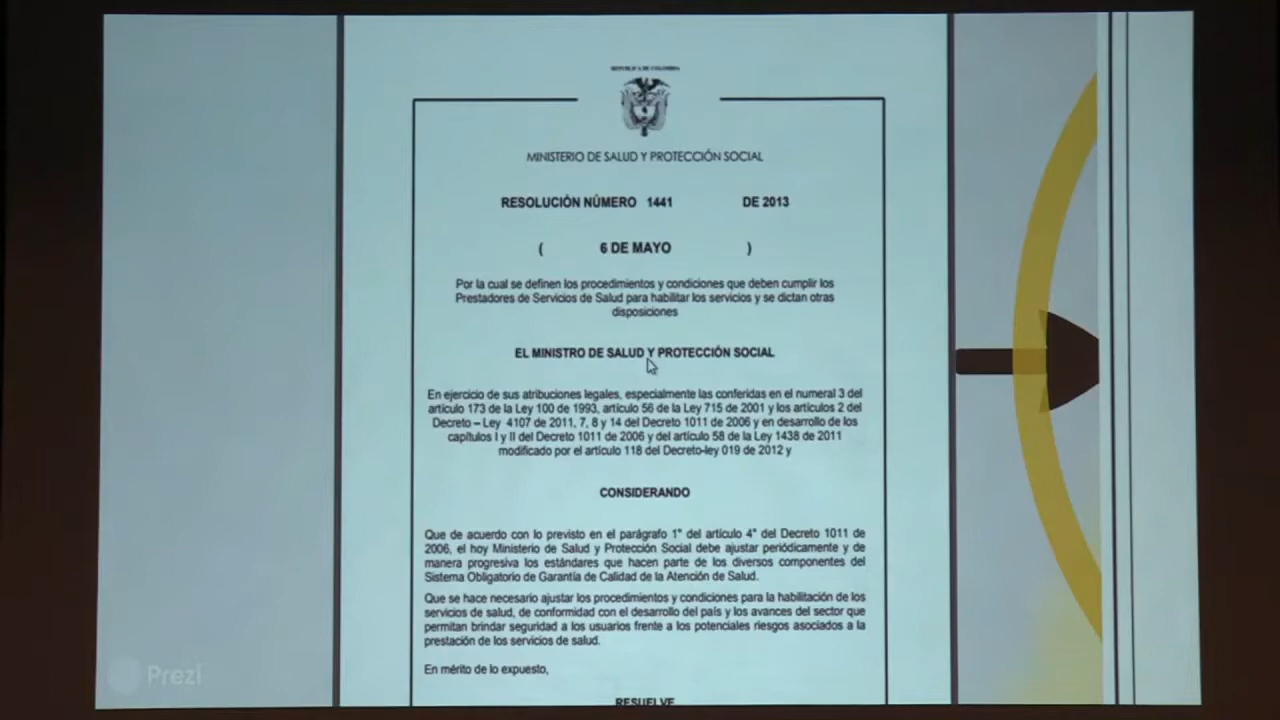 REPUBLICA DE COLOMBIA
MINISTERIO DE SALUD Y PROTECCIÓN SOCIAL
RESOLUCIÓN NÚMERO 1441 DE 2013
( 6 DE MAYO )
Por la cual se definen los procedimientos y condiciones que deben cumplir los
Prestadores de Servicios de Salud para habilitar los servicios y se dictan otras
disposiciones
EL MINISTRO DE SALUD Y PROTECCIÓN SOCIAL
En ejercicio de sus atribuciones legales, especialmente las conferidas en el numeral 3 del
artículo 173 de la Ley 100 de 1993, artículo 56 de la Ley 715 de 2001 y los artículos 2 del
Decreto – Ley 4107 de 2011, 7, 8 y 14 del Decreto 1011 de 2006 y en desarrollo de los
capítulos I y II del Decreto 1011 de 2006 y del artículo 58 de la Ley 1438 de 2011
modificado por el artículo 118 del Decreto-ley 019 de 2012 y
CONSIDERANDO
Que de acuerdo con lo previsto en el parágrafo 1° del artículo 4° del Decreto 1011 de
2006, el hoy Ministerio de Salud y Protección Social debe ajustar periódicamente y de
manera progresiva los estándares que hacen parte de los diversos componentes del
Sistema Obligatorio de Garantía de Calidad de la Atención de Salud.
Que se hace necesario ajustar los procedimientos y condiciones para la habilitación de los
servicios de salud, de conformidad con el desarrollo del país y los avances del sector que
permitan brindar seguridad a los usuarios frente a los potenciales riesgos asociados a la
prestación de los servicios de salud.
En mérito de lo expuesto,
RESUELVE
Prezi